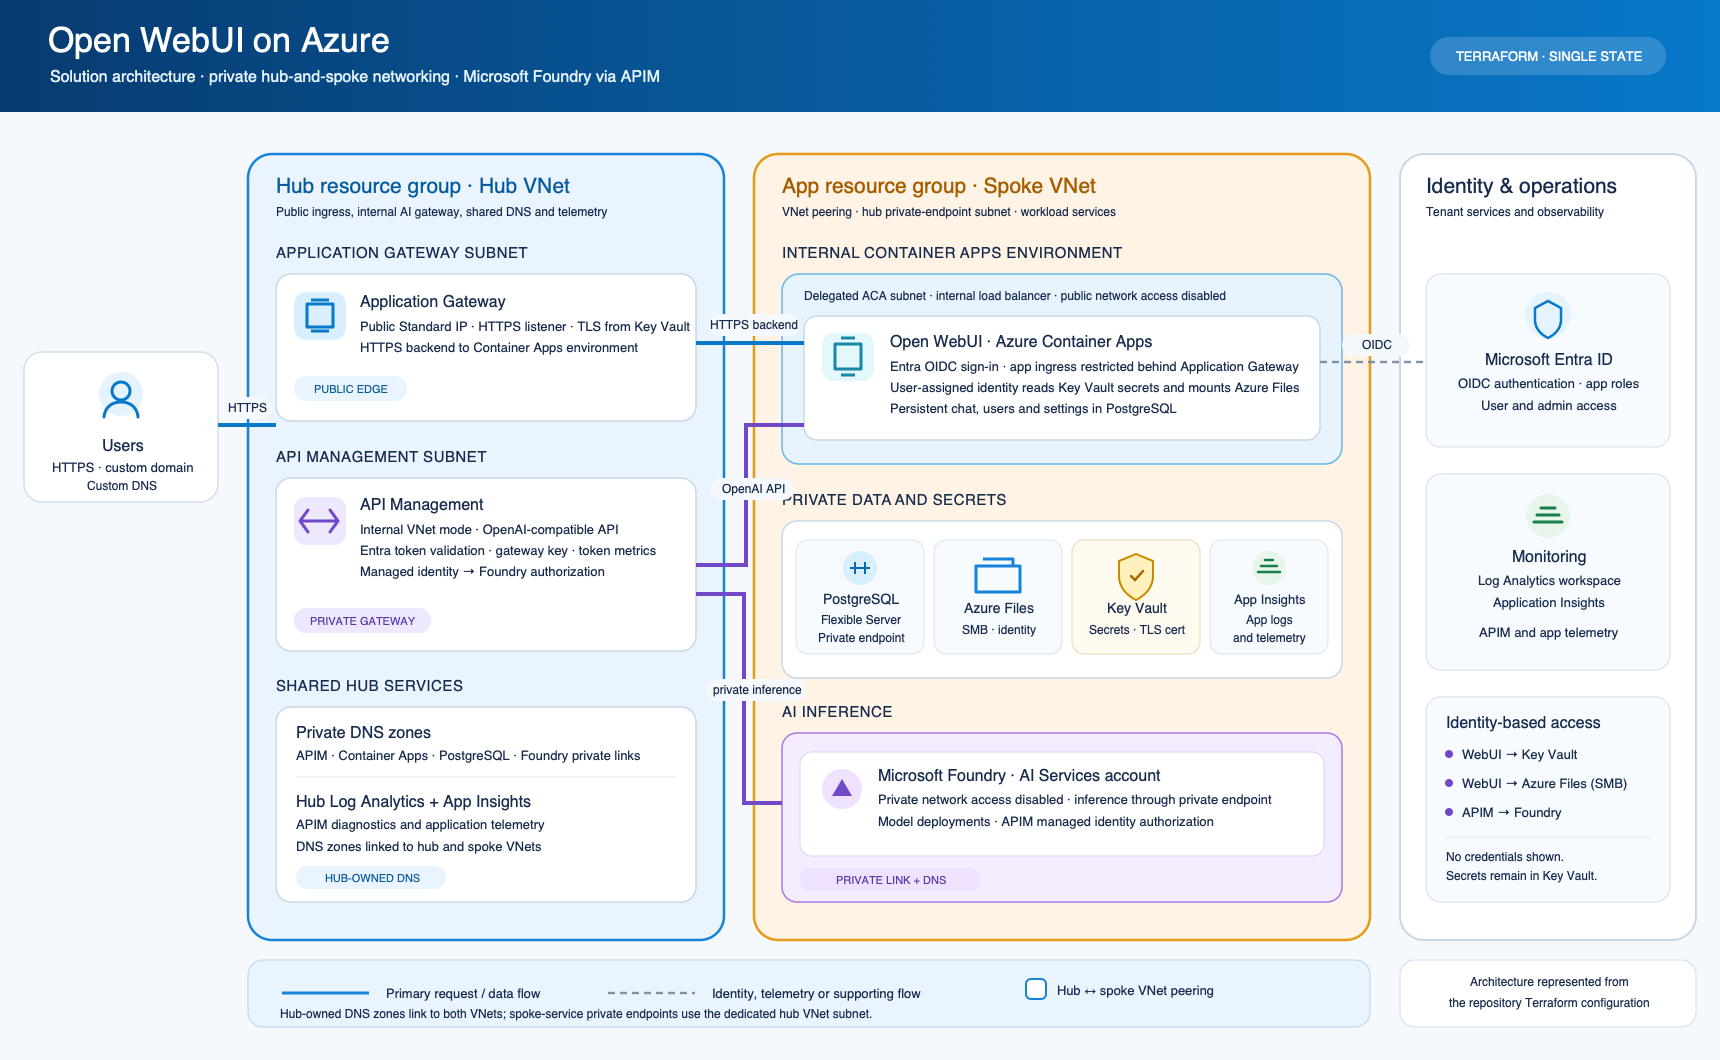 Open WebUI on Azure
Solution architecture · private hub-and-spoke networking · Microsoft Foundry via APIM
TERRAFORM · SINGLE STATE
Users
HTTPS · custom domain
Custom DNS
HTTPS
Hub resource group · Hub VNet
Public ingress, internal AI gateway, shared DNS and telemetry
APPLICATION GATEWAY SUBNET
Application Gateway
Public Standard IP · HTTPS listener · TLS from Key Vault
HTTPS backend to Container Apps environment
PUBLIC EDGE
API MANAGEMENT SUBNET
API Management
Internal VNet mode · OpenAI-compatible API
Entra token validation · gateway key · token metrics
Managed identity → Foundry authorization
PRIVATE GATEWAY
SHARED HUB SERVICES
Private DNS zones
APIM · Container Apps · PostgreSQL · Foundry private links
Hub Log Analytics + App Insights
APIM diagnostics and application telemetry
DNS zones linked to hub and spoke VNets
HUB-OWNED DNS
HTTPS backend
OpenAI API
private inference
App resource group · Spoke VNet
VNet peering · hub private-endpoint subnet · workload services
INTERNAL CONTAINER APPS ENVIRONMENT
Delegated ACA subnet · internal load balancer · public network access disabled
Open WebUI · Azure Container Apps
Entra OIDC sign-in · app ingress restricted behind Application Gateway
User-assigned identity reads Key Vault secrets and mounts Azure Files
Persistent chat, users and settings in PostgreSQL
PRIVATE DATA AND SECRETS
PostgreSQL
Flexible Server
Private endpoint
Azure Files
SMB · identity
Key Vault
Secrets · TLS cert
App Insights
App logs
and telemetry
AI INFERENCE
Microsoft Foundry · AI Services account
Private network access disabled · inference through private endpoint
Model deployments · APIM managed identity authorization
PRIVATE LINK + DNS
OIDC
Identity & operations
Tenant services and observability
Microsoft Entra ID
OIDC authentication · app roles
User and admin access
Monitoring
Log Analytics workspace
Application Insights
APIM and app telemetry
Identity-based access
WebUI → Key Vault
WebUI → Azure Files (SMB)
APIM → Foundry
No credentials shown.
Secrets remain in Key Vault.
Primary request / data flow
Identity, telemetry or supporting flow
Hub ↔ spoke VNet peering
Hub-owned DNS zones link to both VNets; spoke-service private endpoints use the dedicated hub VNet subnet.
Architecture represented from
the repository Terraform configuration